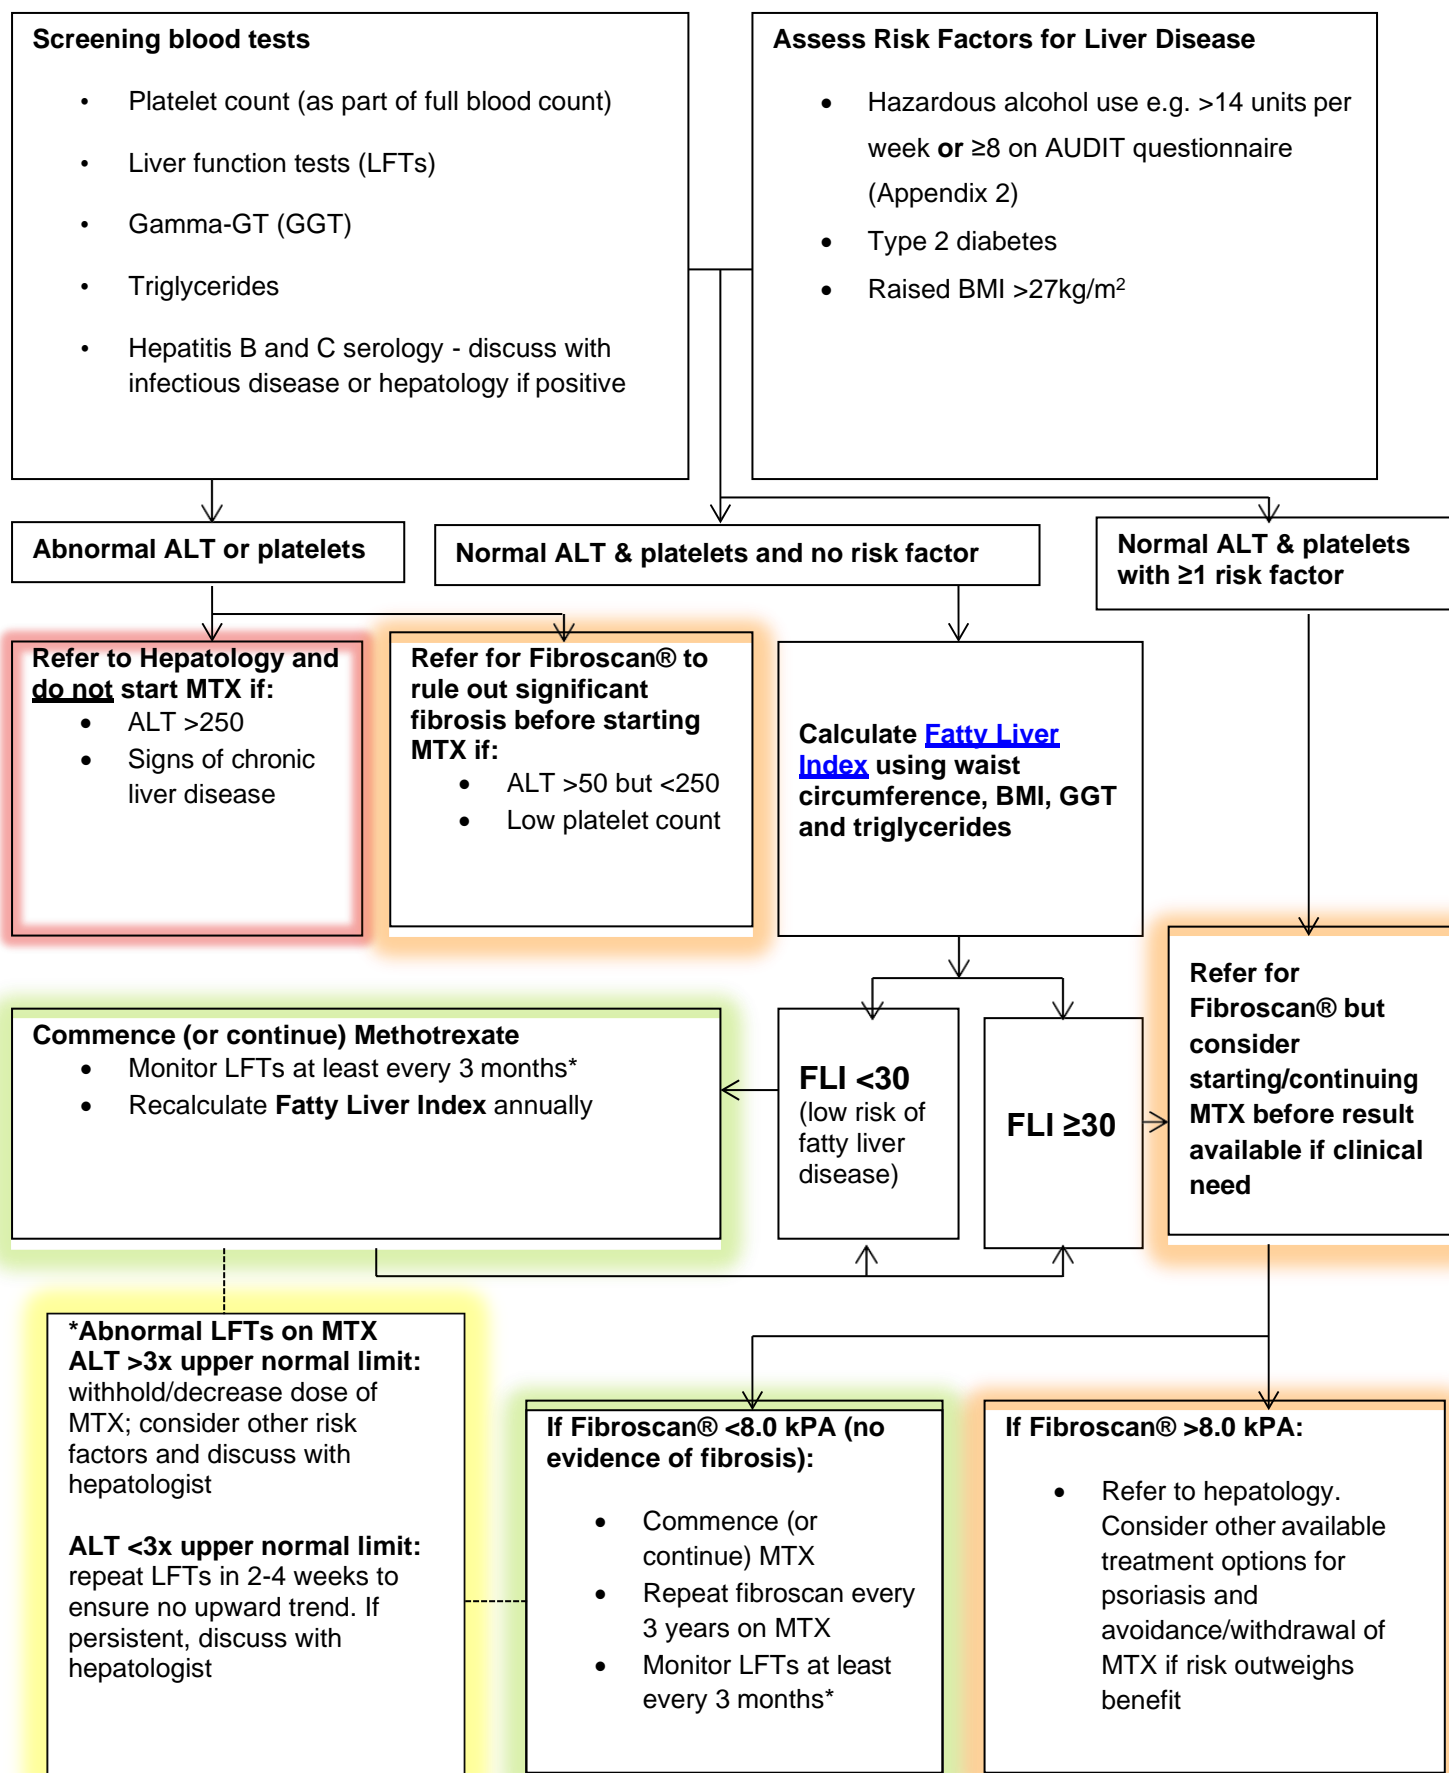 Screening blood tests
• Platelet count (as part of full blood count)
• Liver function tests (LFTs)
• Gamma-GT (GGT)
• Triglycerides
• Hepatitis B and C serology - discuss with
infectious disease or hepatology if positive
Assess Risk Factors for Liver Disease
• Hazardous alcohol use e.g. >14 units per
week or ≥8 on AUDIT questionnaire
(Appendix 2)
• Type 2 diabetes
• Raised BMI >27kg/m²
Abnormal ALT or platelets
Normal ALT & platelets and no risk factor
Normal ALT & platelets
with ≥1 risk factor
Refer to Hepatology and
do not start MTX if:
• ALT >250
• Signs of chronic
liver disease
Refer for Fibroscan® to
rule out significant
fibrosis before starting
MTX if:
• ALT >50 but <250
• Low platelet count
Calculate Fatty Liver
Index using waist
circumference, BMI, GGT
and triglycerides
Refer for
Fibroscan® but
consider
starting/continuing
MTX before result
available if clinical
need
Commence (or continue) Methotrexate
• Monitor LFTs at least every 3 months*
• Recalculate Fatty Liver Index annually
FLI <30
(low risk of
fatty liver
disease)
FLI ≥30
*Abnormal LFTs on MTX
ALT >3x upper normal limit:
withhold/decrease dose of
MTX; consider other risk
factors and discuss with
hepatologist
ALT <3x upper normal limit:
repeat LFTs in 2-4 weeks to
ensure no upward trend. If
persistent, discuss with
hepatologist
If Fibroscan® <8.0 kPA (no
evidence of fibrosis):
• Commence (or
continue) MTX
• Repeat fibroscan every
3 years on MTX
• Monitor LFTs at least
every 3 months*
If Fibroscan® >8.0 kPA:
• Refer to hepatology.
Consider other available
treatment options for
psoriasis and
avoidance/withdrawal of
MTX if risk outweighs
benefit